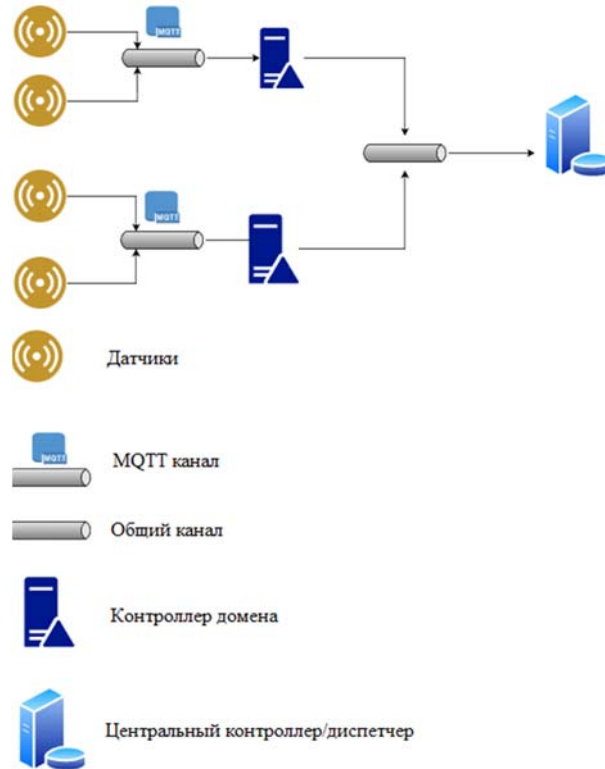 MQTT
MQTT
Датчики
MQTT
MQTT канал
Общий канал
Контроллер домена
Центральный контроллер/диспетчер